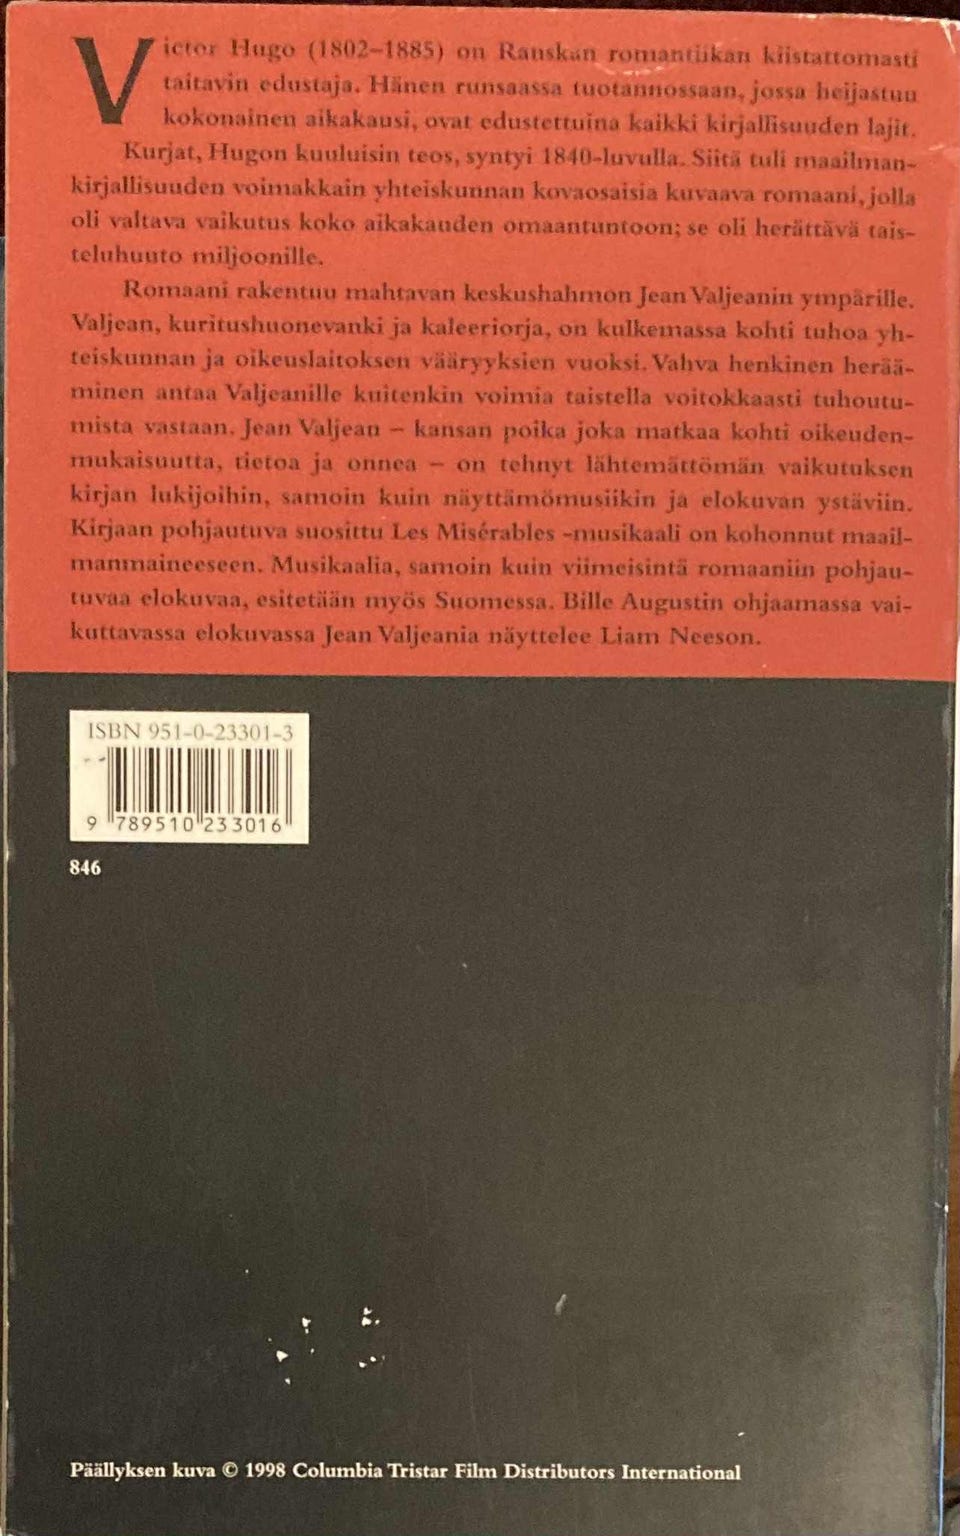 Victor Hugo (1802–1885) on Ranskan romantiikan kiistattomasti
taitavin edustaja. Hänen runsaassa tuotannossaan, jossa heijastuu
kokonainen aikakausi, ovat edustettuina kaikki kirjallisuuden lajit.
Kurjat, Hugon kuuluisin teos, syntyi 1840-luvulla. Siitä tuli maailman-
kirjallisuuden voimakkain yhteiskunnan kovaosaisia kuvaava romaani, jolla
oli valtava vaikutus koko aikakauden omaantuntoon; se oli herättävä tais-
teluhuuto miljoonille.
Romaani rakentuu mahtavan keskushahmon Jean Valjeanin ympärille.
Valjean, kuritushuonevanki ja kaleeriorja, on kulkemassa kohti tuhoa yh-
teiskunnan ja oikeuslaitoksen vääryyksien vuoksi. Vahva henkinen herää-
minen antaa Valjeanille kuitenkin voimia taistella voitokkaasti tuhoutu-
mista vastaan. Jean Valjean – kansan poika joka matkaa kohti oikeuden-
mukaisuutta, tietoa ja onnea – on tehnyt lähtemättömän vaikutuksen
kirjan lukijoihin, samoin kuin näyttämömusiikin ja elokuvan ystäviin.
Kirjaan pohjautuva suosittu Les Misérables -musikaali on kohonnut maail-
manmaineeseen. Musikaalia, samoin kuin viimeisintä romaaniin pohjau-
tuvaa elokuvaa, esitetään myös Suomessa. Bille Augustin ohjaamassa vai-
kuttavassa elokuvassa Jean Valjeania näyttelee Liam Neeson.
ISBN 951-0-23301-3
9 789510 233016
846
Päällyksen kuva © 1998 Columbia Tristar Film Distributors International